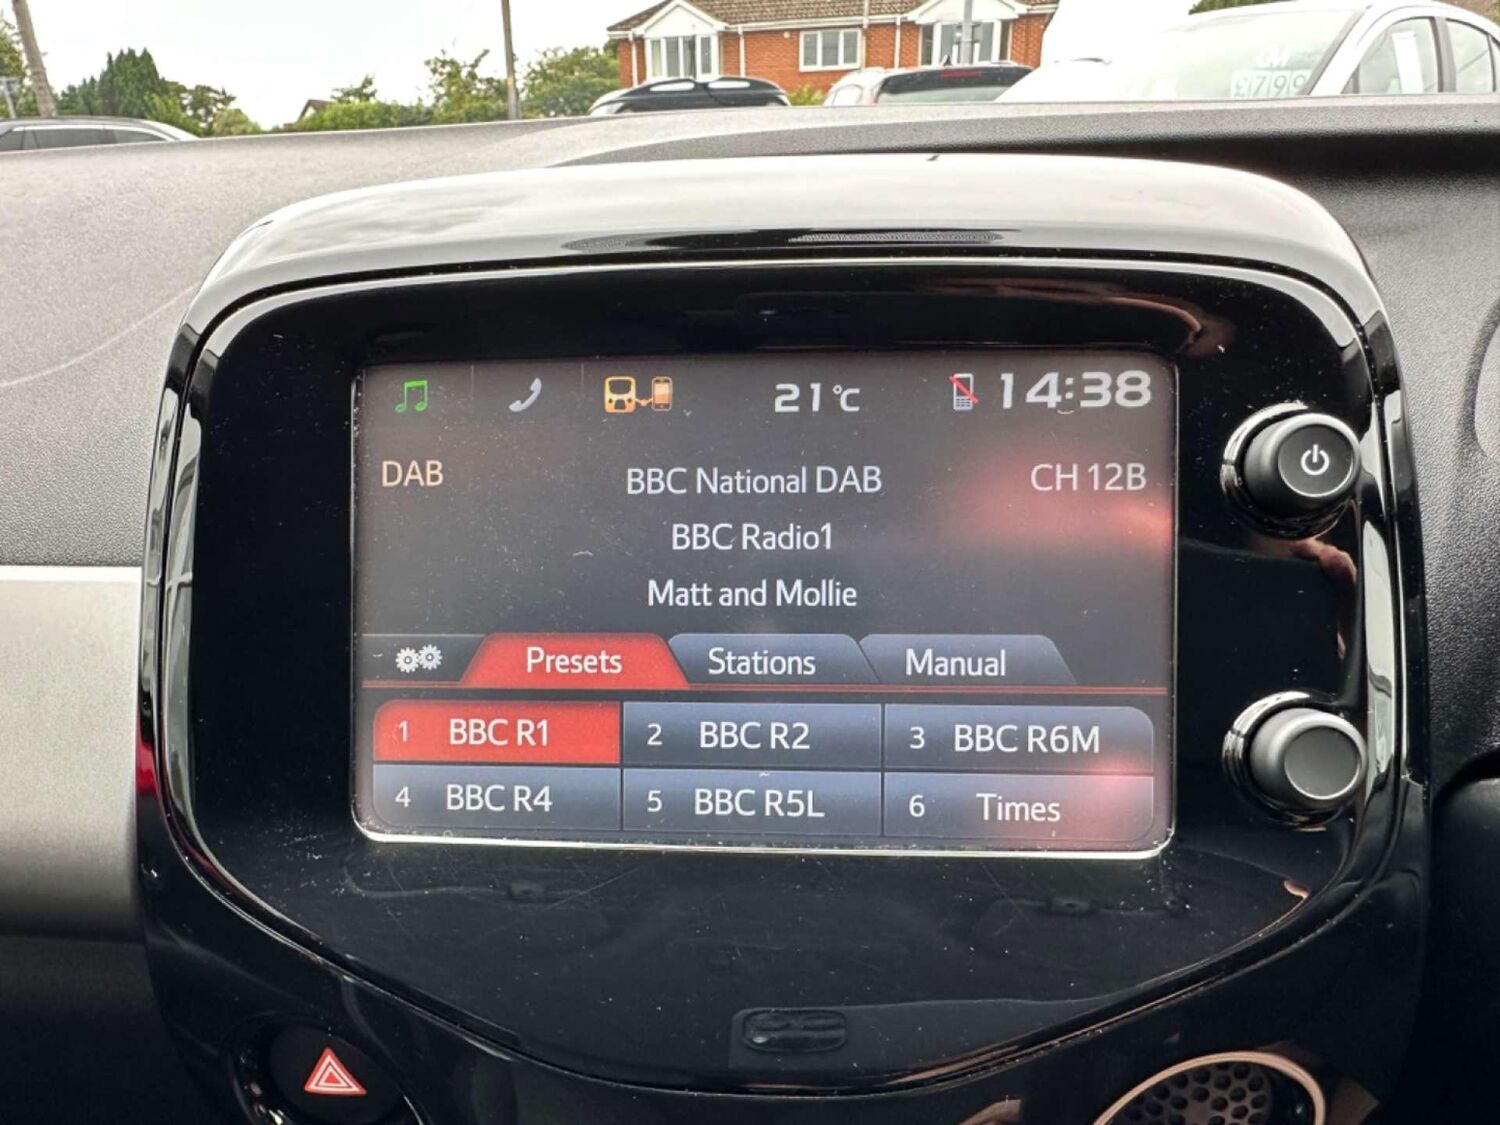 21°C 14:38
DAB BBC National DAB CH 12B
BBC Radio1
Matt and Mollie
Presets Stations Manual
1 BBC R1 2 BBC R2 3 BBC R6M
4 BBC R4 5 BBC R5L 6 Times